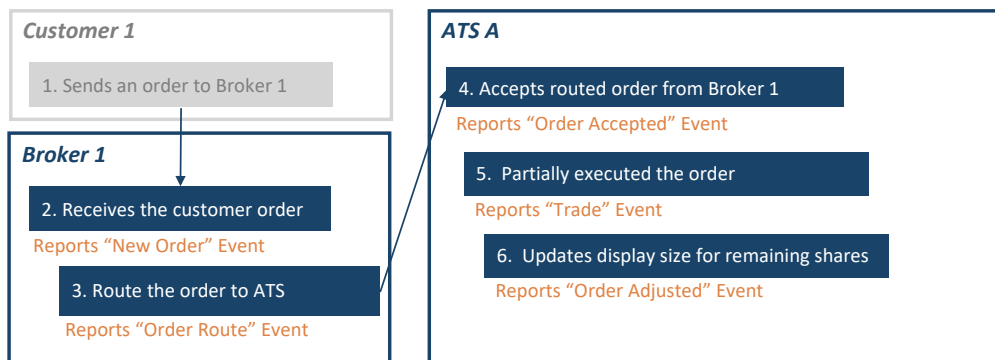 Customer 1
1. Sends an order to Broker 1
Broker 1
2. Receives the customer order
Reports “New Order” Event
3. Route the order to ATS
Reports “Order Route” Event
ATS A
4. Accepts routed order from Broker 1
Reports “Order Accepted” Event
5. Partially executed the order
Reports “Trade” Event
6. Updates display size for remaining shares
Reports “Order Adjusted” Event